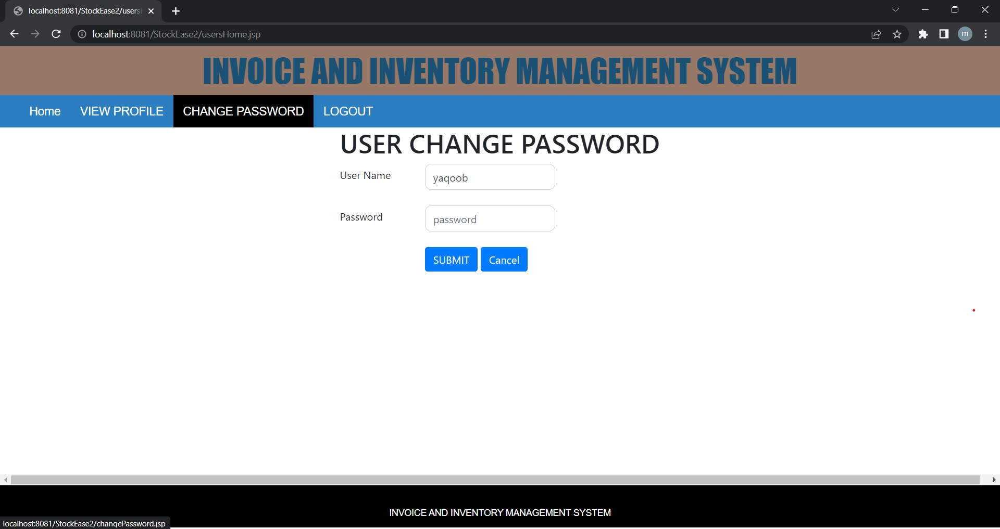 localhost:8081/StockEase2/users
localhost:8081/StockEase2/usersHome.jsp
m
INVOICE AND INVENTORY MANAGEMENT SYSTEM
Home VIEW PROFILE CHANGE PASSWORD LOGOUT
USER CHANGE PASSWORD
User Name yaqoob
Password password
SUBMIT Cancel
INVOICE AND INVENTORY MANAGEMENT SYSTEM
localhost:8081/StockEase2/changePassword.jsp